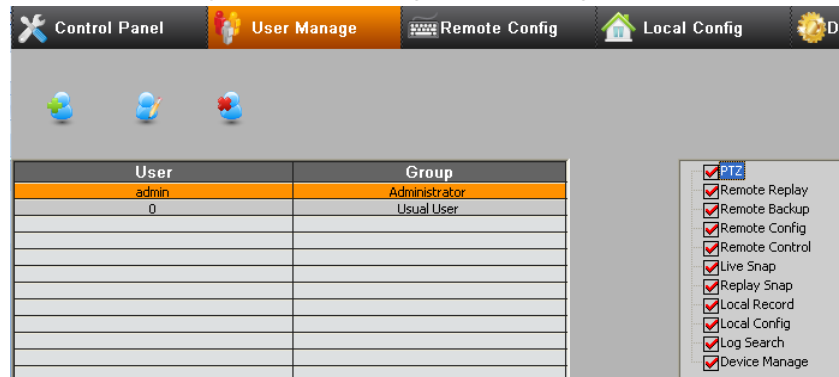 Control Panel User Manage Remote Config Local Config D
User Group
admin Administrator
0 Usual User
PTZ
Remote Replay
Remote Backup
Remote Config
Remote Control
Live Snap
Replay Snap
Local Record
Local Config
Log Search
Device Manage